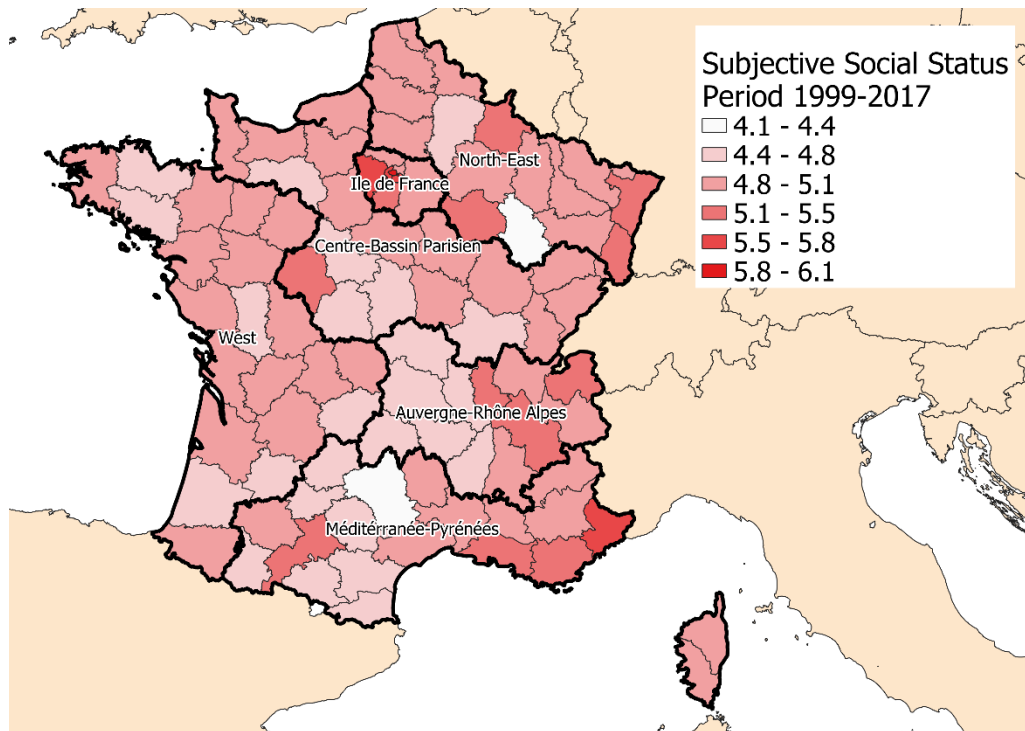 Subjective Social Status
Period 1999-2017
4.1 - 4.4
4.4 - 4.8
4.8 - 5.1
5.1 - 5.5
5.5 - 5.8
5.8 - 6.1
North-East
Ile de France
Centre-Bassin Parisien
West
Auvergne-Rhône Alpes
Méditérranée-Pyrénées